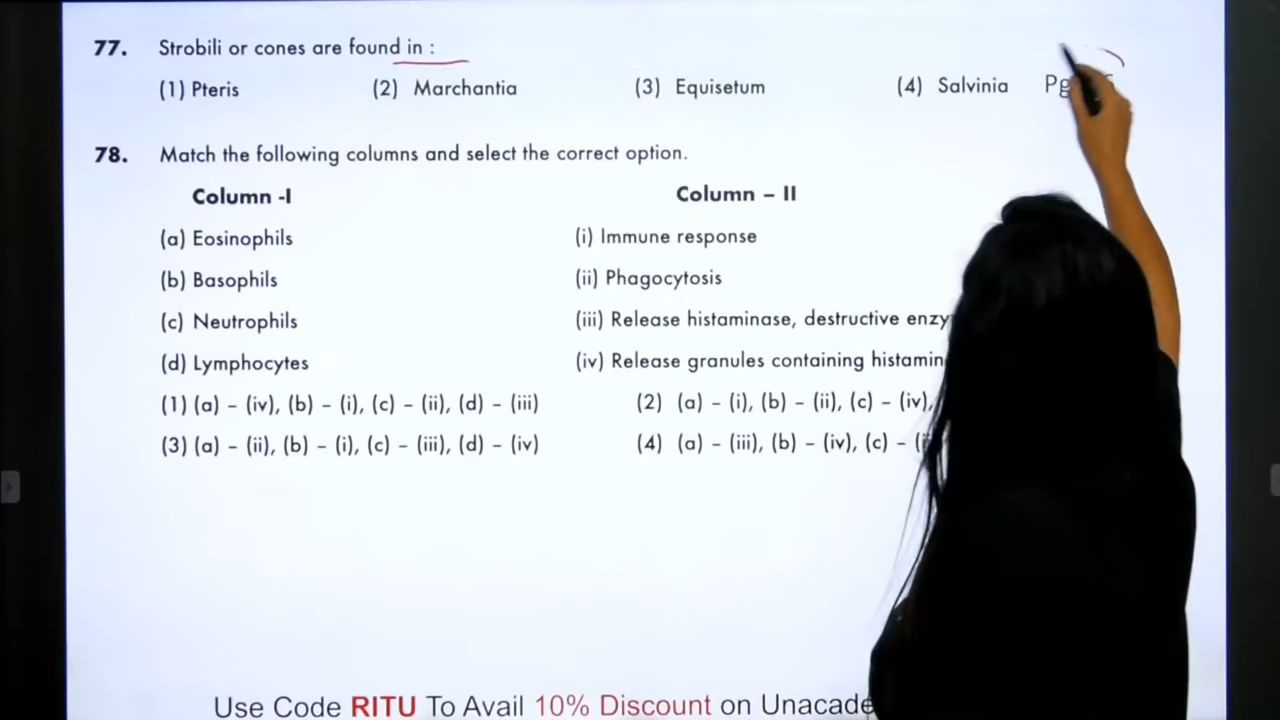 77. Strobili or cones are found in :
(1) Pteris (2) Marchantia (3) Equisetum (4) Salvinia
78. Match the following columns and select the correct option.
Column -I Column – II
(a) Eosinophils (i) Immune response
(b) Basophils (ii) Phagocytosis
(c) Neutrophils (iii) Release histaminase, destructive
(d) Lymphocytes (iv) Release granules containing
(1) (a) – (iv), (b) – (i), (c) – (ii), (d) – (iii) (2) (a) – (i), (b) – (ii), (c) – (iv),
(3) (a) – (ii), (b) – (i), (c) – (iii), (d) – (iv) (4) (a) – (iii), (b) – (iv), (c) –
Use Code RITU To Avail 10% Discount on